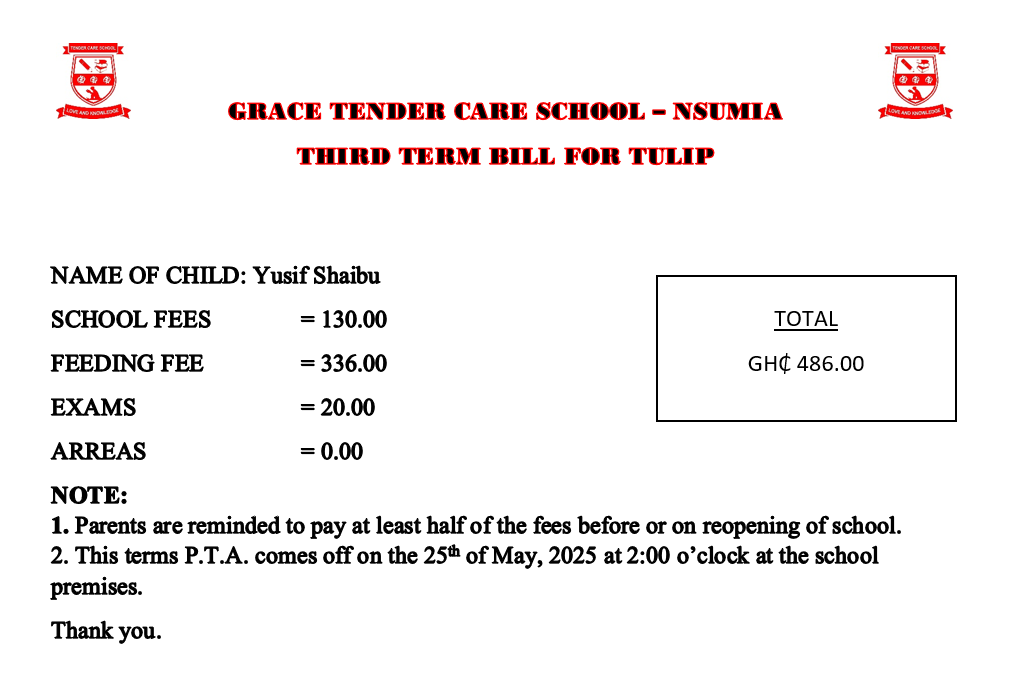 TENDER CARE SCHOOL
LOVE AND KNOWLEDGE
TENDER CARE SCHOOL
LOVE AND KNOWLEDGE
GRACE TENDER CARE SCHOOL – NSUMIA
THIRD TERM BILL FOR TULIP
NAME OF CHILD: Yusif Shaibu
SCHOOL FEES = 130.00
FEEDING FEE = 336.00
EXAMS = 20.00
ARREAS = 0.00
TOTAL
GH₵ 486.00
NOTE:
1. Parents are reminded to pay at least half of the fees before or on reopening of school.
2. This terms P.T.A. comes off on the 25th of May, 2025 at 2:00 o’clock at the school
premises.
Thank you.